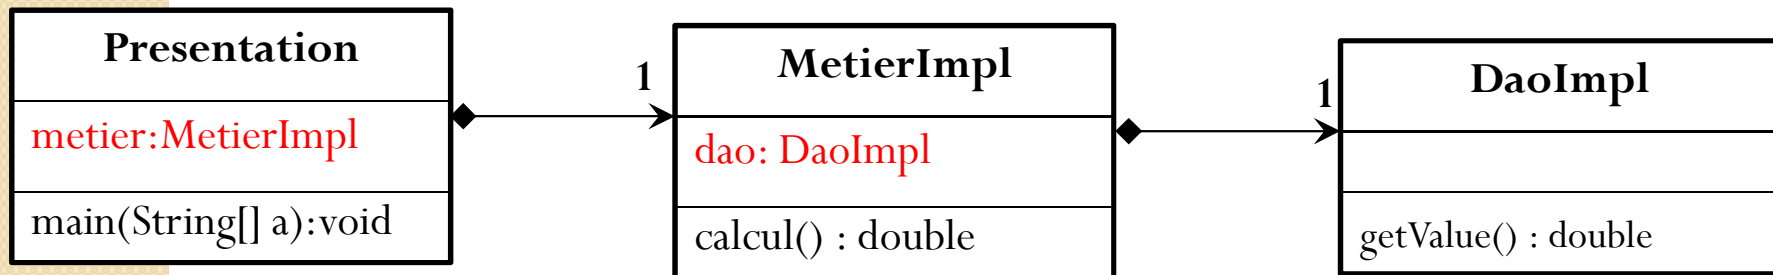 Presentation
metier:MetierImpl
main(String[] a):void
1
MetierImpl
dao: DaoImpl
calcul() : double
1
DaoImpl
getValue() : double